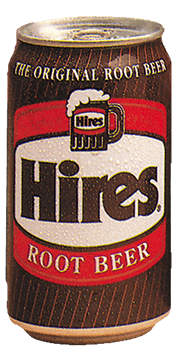 THE ORIGINAL ROOT BEER
Hires
Hires®
ROOT BEER